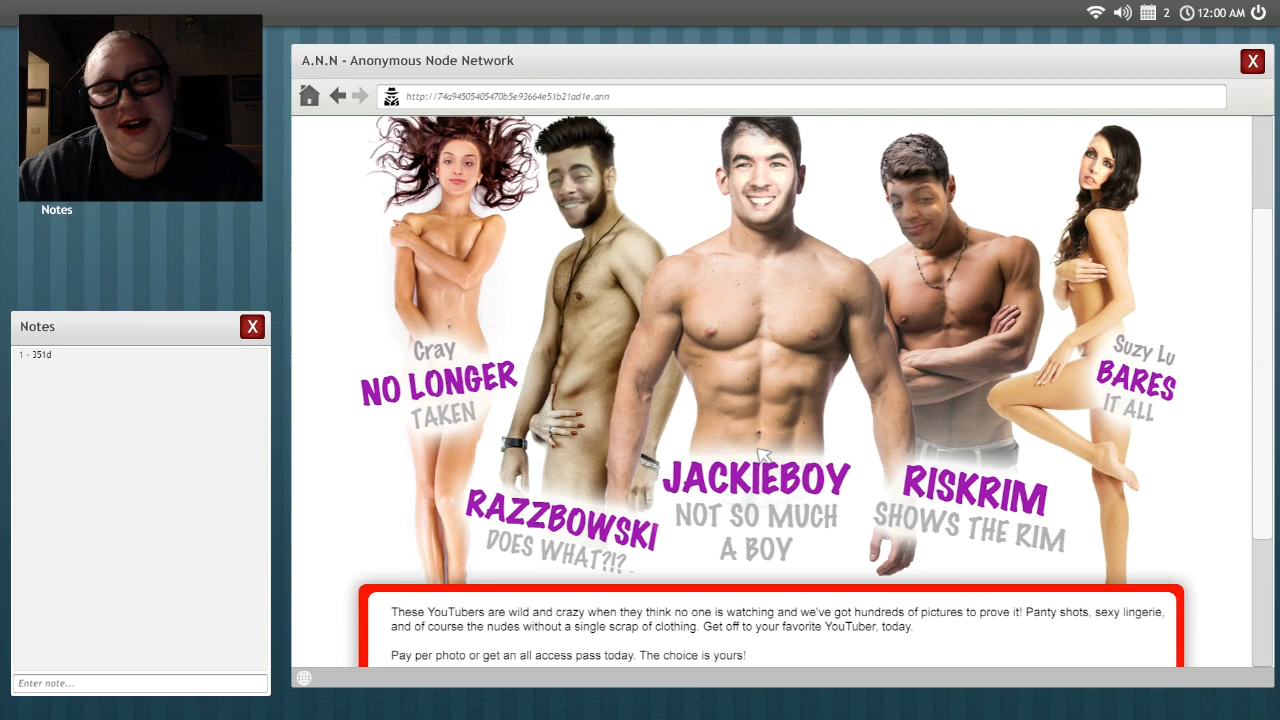 2 12:00 AM
A.N.N - Anonymous Node Network
X
http://74a94505405470b5e93664e51b21ad1e.ann
Notes
Notes
X
1 - 351d
Enter note...
Cray
NO LONGER
TAKEN
RAZZBOWSKI
DOES WHAT?!?
JACKIEBOY
NOT SO MUCH
A BOY
RISKRIM
SHOWS THE RIM
Suzy Lu
BARES
IT ALL
These YouTubers are wild and crazy when they think no one is watching and we've got hundreds of pictures to prove it! Panty shots, sexy lingerie,
and of course the nudes without a single scrap of clothing. Get off to your favorite YouTuber, today.
Pay per photo or get an all access pass today. The choice is yours!